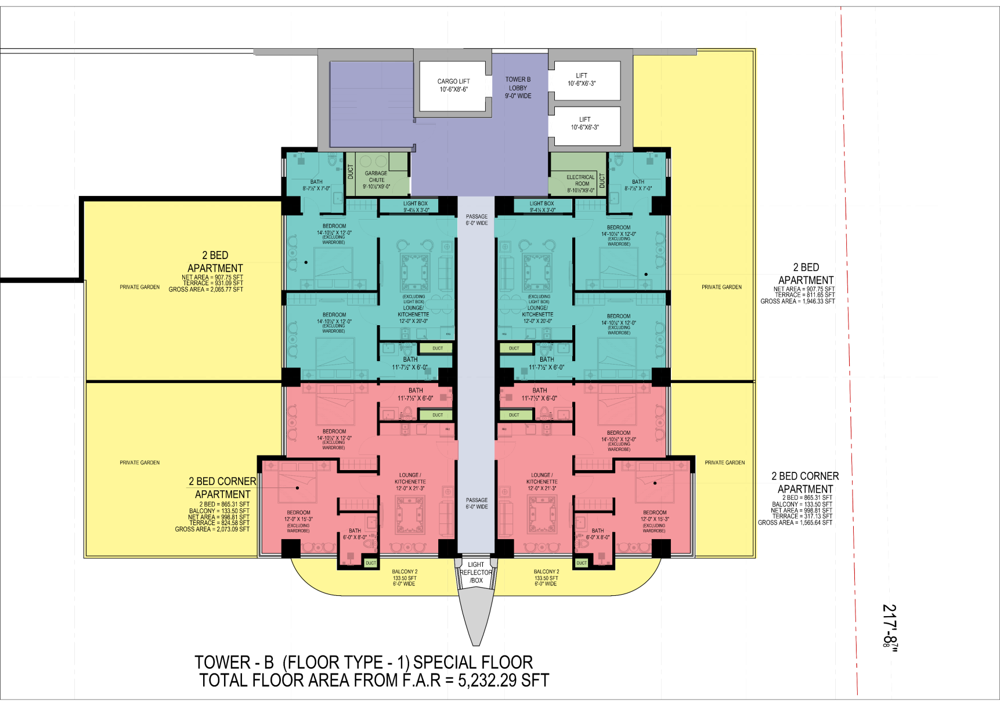 CARGO LIFT
10'-6"X8'-6"
TOWER B
LOBBY
9'-0" WIDE
LIFT
10'-6"X6'-3"
LIFT
10'-6"X6'-3"
BATH
8'-7½" X 7'-0"
DUCT
GARBAGE
CHUTE
9'-10½"X9'-0"
ELECTRICAL
ROOM
8'-10½"X9'-0"
DUCT
BATH
8'-7½" X 7'-0"
LIGHT BOX
9'-4½ X 3'-0"
LIGHT BOX
9'-4½ X 3'-0"
PASSAGE
6'-0" WIDE
BEDROOM
14'-10½" X 12'-0"
(EXCLUDING
WARDROBE)
BEDROOM
14'-10½" X 12'-0"
(EXCLUDING
WARDROBE)
2 BED
APARTMENT
NET AREA = 907.75 SFT
TERRACE = 931.09 SFT
GROSS AREA = 2,065.77 SFT
PRIVATE GARDEN
2 BED
APARTMENT
NET AREA = 907.75 SFT
TERRACE = 811.65 SFT
GROSS AREA = 1,946.33 SFT
PRIVATE GARDEN
(EXCLUDING
LIGHT BOX)
LOUNGE/
KITCHENETTE
12'-0" X 20'-0"
(EXCLUDING
LIGHT BOX)
LOUNGE/
KITCHENETTE
12'-0" X 20'-0"
BEDROOM
14'-10½" X 12'-0"
(EXCLUDING
WARDROBE)
BEDROOM
14'-10½" X 12'-0"
(EXCLUDING
WARDROBE)
FRG
FRG
DUCT
DUCT
BATH
11'-7½" X 6'-0"
BATH
11'-7½" X 6'-0"
BATH
11'-7½" X 6'-0"
BATH
11'-7½" X 6'-0"
DUCT
DUCT
FRG
FRG
BEDROOM
14'-10½" X 12'-0"
(EXCLUDING
WARDROBE)
BEDROOM
14'-10½" X 12'-0"
(EXCLUDING
WARDROBE)
PRIVATE GARDEN
PRIVATE GARDEN
2 BED CORNER
APARTMENT
2 BED = 865.31 SFT
BALCONY = 133.50 SFT
NET AREA = 998.81 SFT
TERRACE = 824.58 SFT
GROSS AREA = 2,073.09 SFT
LOUNGE /
KITCHENETTE
12'-0" X 21'-3"
LOUNGE /
KITCHENETTE
12'-0" X 21'-3"
2 BED CORNER
APARTMENT
2 BED = 865.31 SFT
BALCONY = 133.50 SFT
NET AREA = 998.81 SFT
TERRACE = 317.13 SFT
GROSS AREA = 1,565.64 SFT
PASSAGE
6'-0" WIDE
BEDROOM
12'-0" X 15'-3"
(EXCLUDING
WARDROBE)
BEDROOM
12'-0" X 15'-3"
(EXCLUDING
WARDROBE)
BATH
6'-0" X 8'-0"
BATH
6'-0" X 8'-0"
DUCT
DUCT
BALCONY 2
133.50 SFT
6'-0" WIDE
LIGHT
REFLECTOR
/BOX
BALCONY 2
133.50 SFT
6'-0" WIDE
217'-8⅞"
TOWER - B (FLOOR TYPE - 1) SPECIAL FLOOR
TOTAL FLOOR AREA FROM F.A.R = 5,232.29 SFT